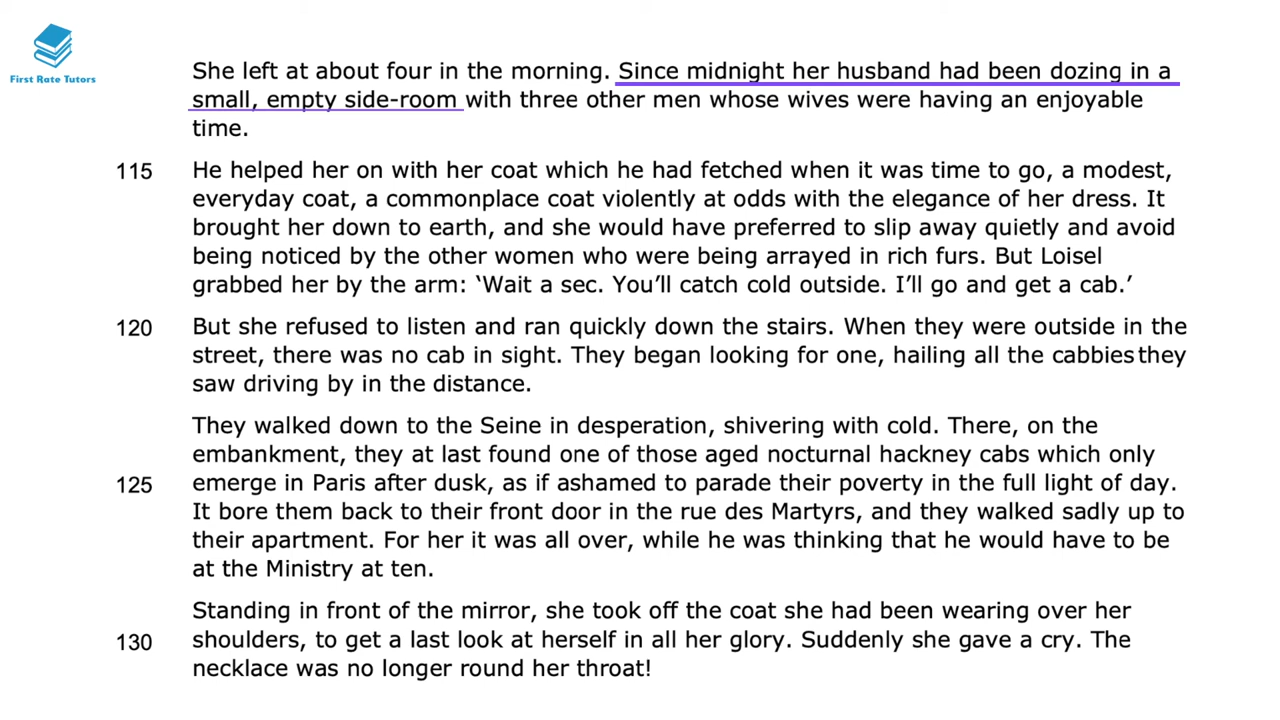 First Rate Tutors
She left at about four in the morning. Since midnight her husband had been dozing in a
small, empty side-room with three other men whose wives were having an enjoyable
time.
115 He helped her on with her coat which he had fetched when it was time to go, a modest,
everyday coat, a commonplace coat violently at odds with the elegance of her dress. It
brought her down to earth, and she would have preferred to slip away quietly and avoid
being noticed by the other women who were being arrayed in rich furs. But Loisel
grabbed her by the arm: ‘Wait a sec. You’ll catch cold outside. I’ll go and get a cab.’
120 But she refused to listen and ran quickly down the stairs. When they were outside in the
street, there was no cab in sight. They began looking for one, hailing all the cabbies they
saw driving by in the distance.
They walked down to the Seine in desperation, shivering with cold. There, on the
embankment, they at last found one of those aged nocturnal hackney cabs which only
125 emerge in Paris after dusk, as if ashamed to parade their poverty in the full light of day.
It bore them back to their front door in the rue des Martyrs, and they walked sadly up to
their apartment. For her it was all over, while he was thinking that he would have to be
at the Ministry at ten.
Standing in front of the mirror, she took off the coat she had been wearing over her
130 shoulders, to get a last look at herself in all her glory. Suddenly she gave a cry. The
necklace was no longer round her throat!